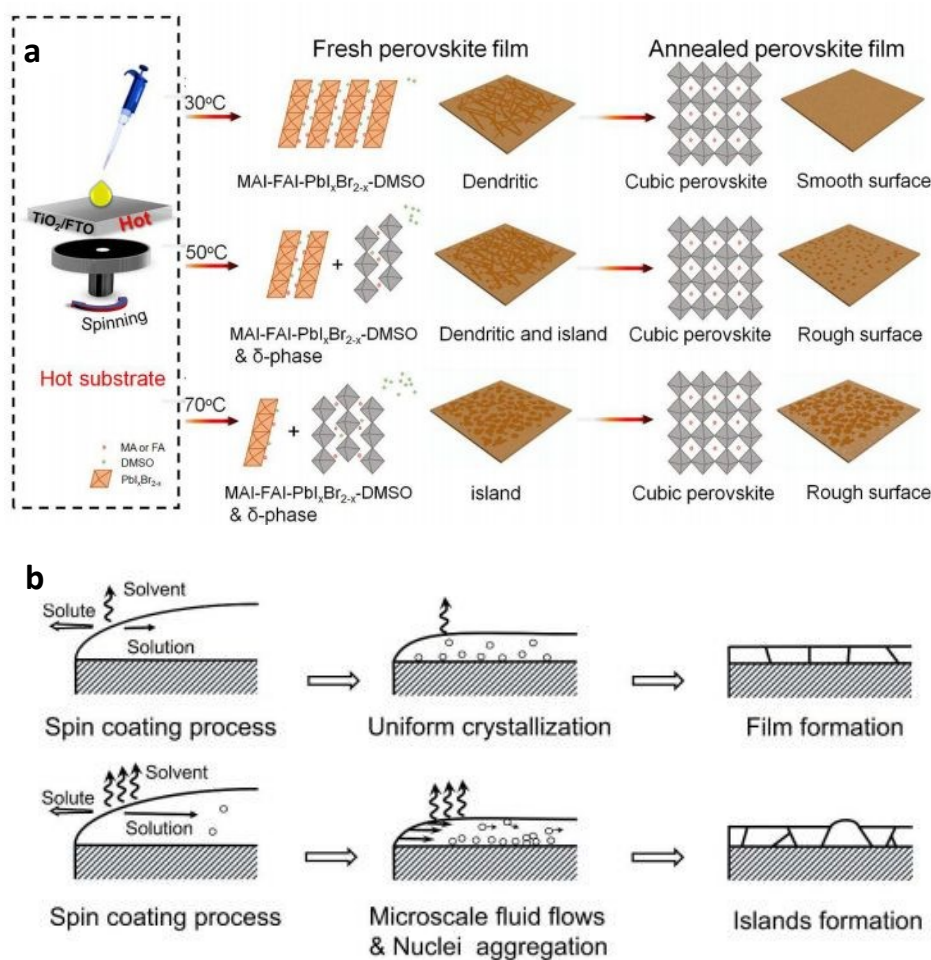 a
Fresh perovskite film
Annealed perovskite film
30°C
TiO₂/FTO
Hot
MAI-FAI-PbIₓBr₂₋ₓ-DMSO
Dendritic
Cubic perovskite
Smooth surface
50°C
+
Spinning
MAI-FAI-PbIₓBr₂₋ₓ-DMSO
& δ-phase
Dendritic and island
Cubic perovskite
Rough surface
Hot substrate
70°C
+
MA or FA
DMSO
PbIₓBr₂₋ₓ
MAI-FAI-PbIₓBr₂₋ₓ-DMSO
& δ-phase
island
Cubic perovskite
Rough surface
b
Solvent
Solute
Solution
Spin coating process
Uniform crystallization
Film formation
Solvent
Solute
Solution
Spin coating process
Microscale fluid flows
& Nuclei aggregation
Islands formation